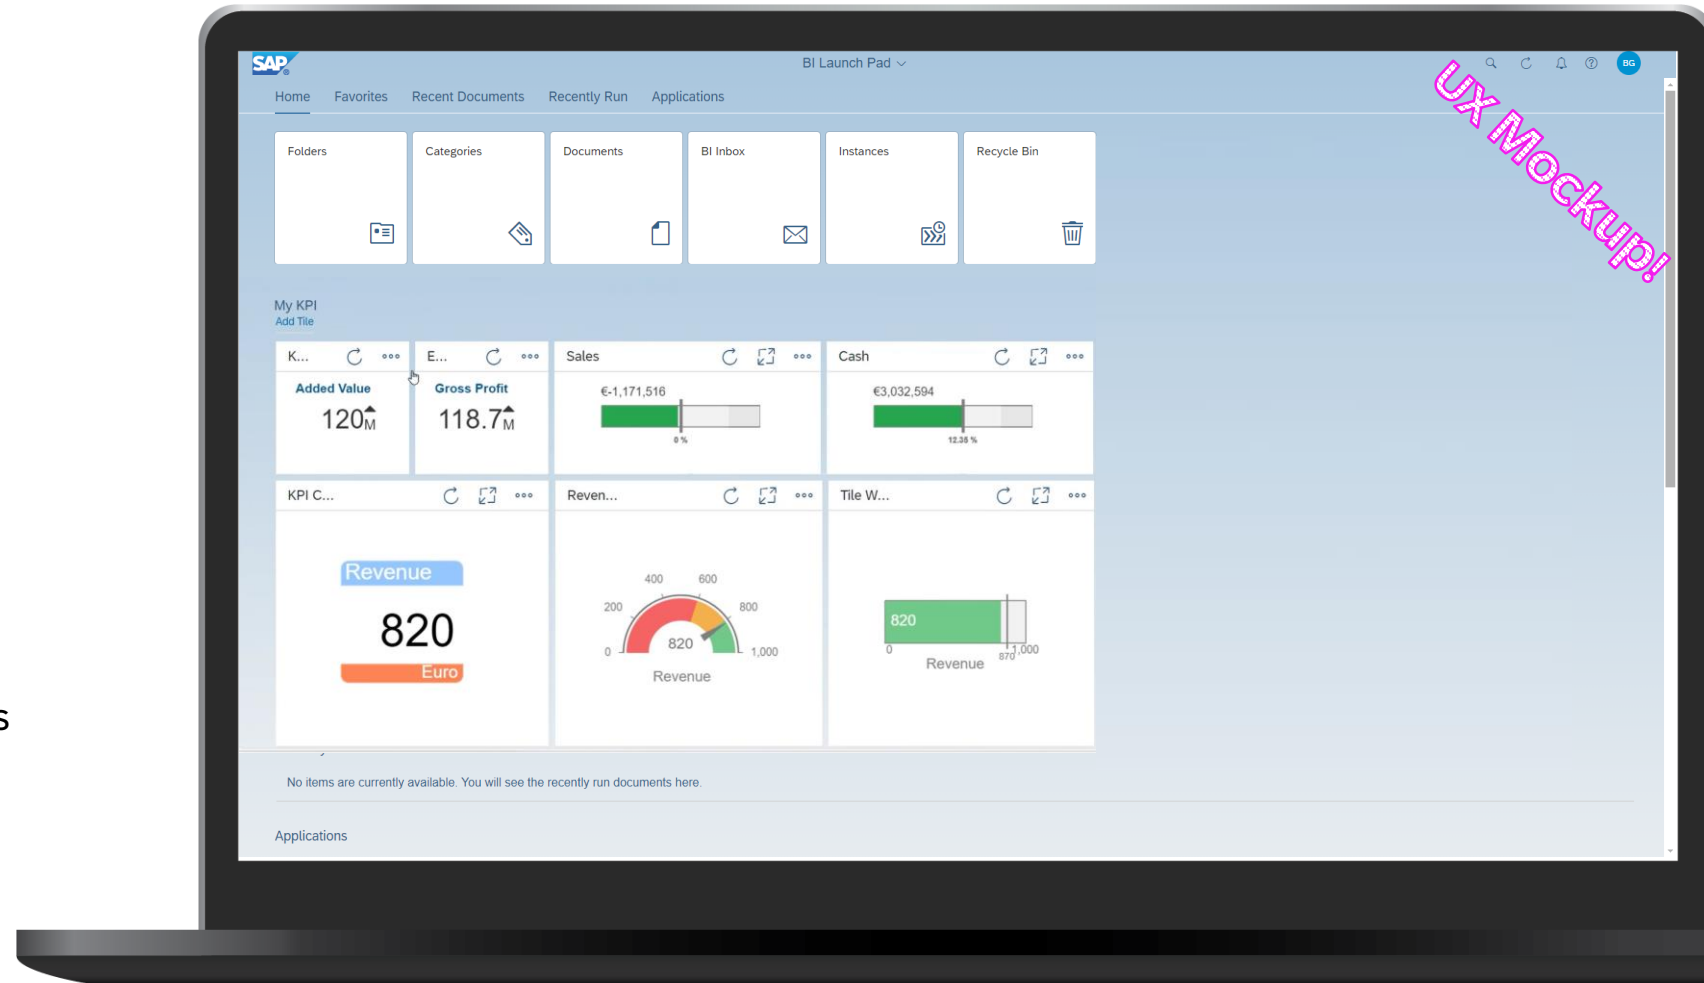 SAP
BI Launch Pad
BG
UX Mockup!
Home Favorites Recent Documents Recently Run Applications
Folders Categories Documents BI Inbox Instances Recycle Bin
My KPI
Add Tile
K... E... Sales Cash
Added Value Gross Profit €-1,171,516 €3,032,594
120M 118.7M
0 % 12.35 %
KPI C... Reven... Tile W...
Revenue
820
Euro
0 200 400 600 800 1,000
820
Revenue
820
0 870 1,000
Revenue
s
No items are currently available. You will see the recently run documents here.
Applications